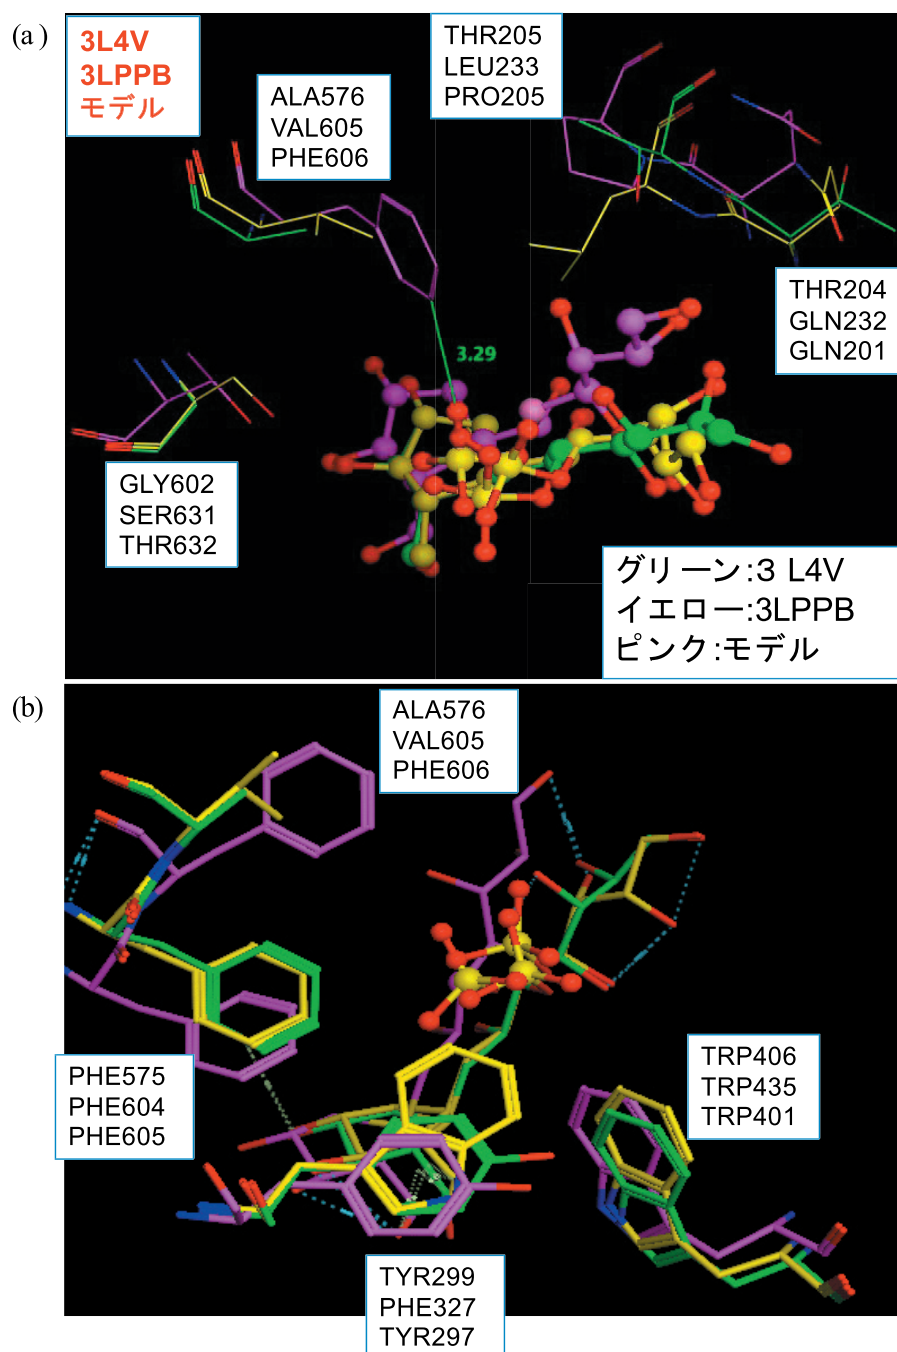 (a)
3L4V
3LPPB
モデル
ALA576
VAL605
PHE606
THR205
LEU233
PRO205
THR204
GLN232
GLN201
3.29
GLY602
SER631
THR632
グリーン:3 L4V
イエロー:3LPPB
ピンク:モデル
(b)
ALA576
VAL605
PHE606
PHE575
PHE604
PHE605
TRP406
TRP435
TRP401
TYR299
PHE327
TYR297